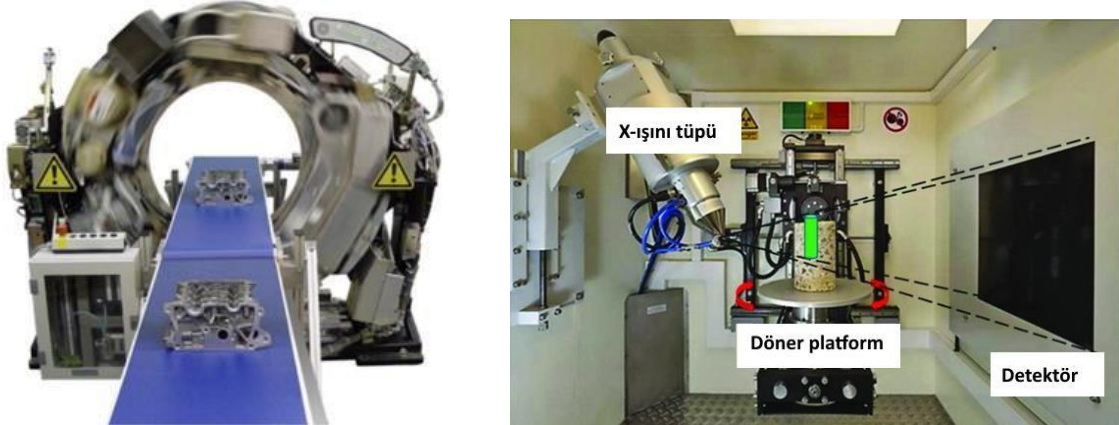 X-ışını tüpü
Döner platform
Detektör